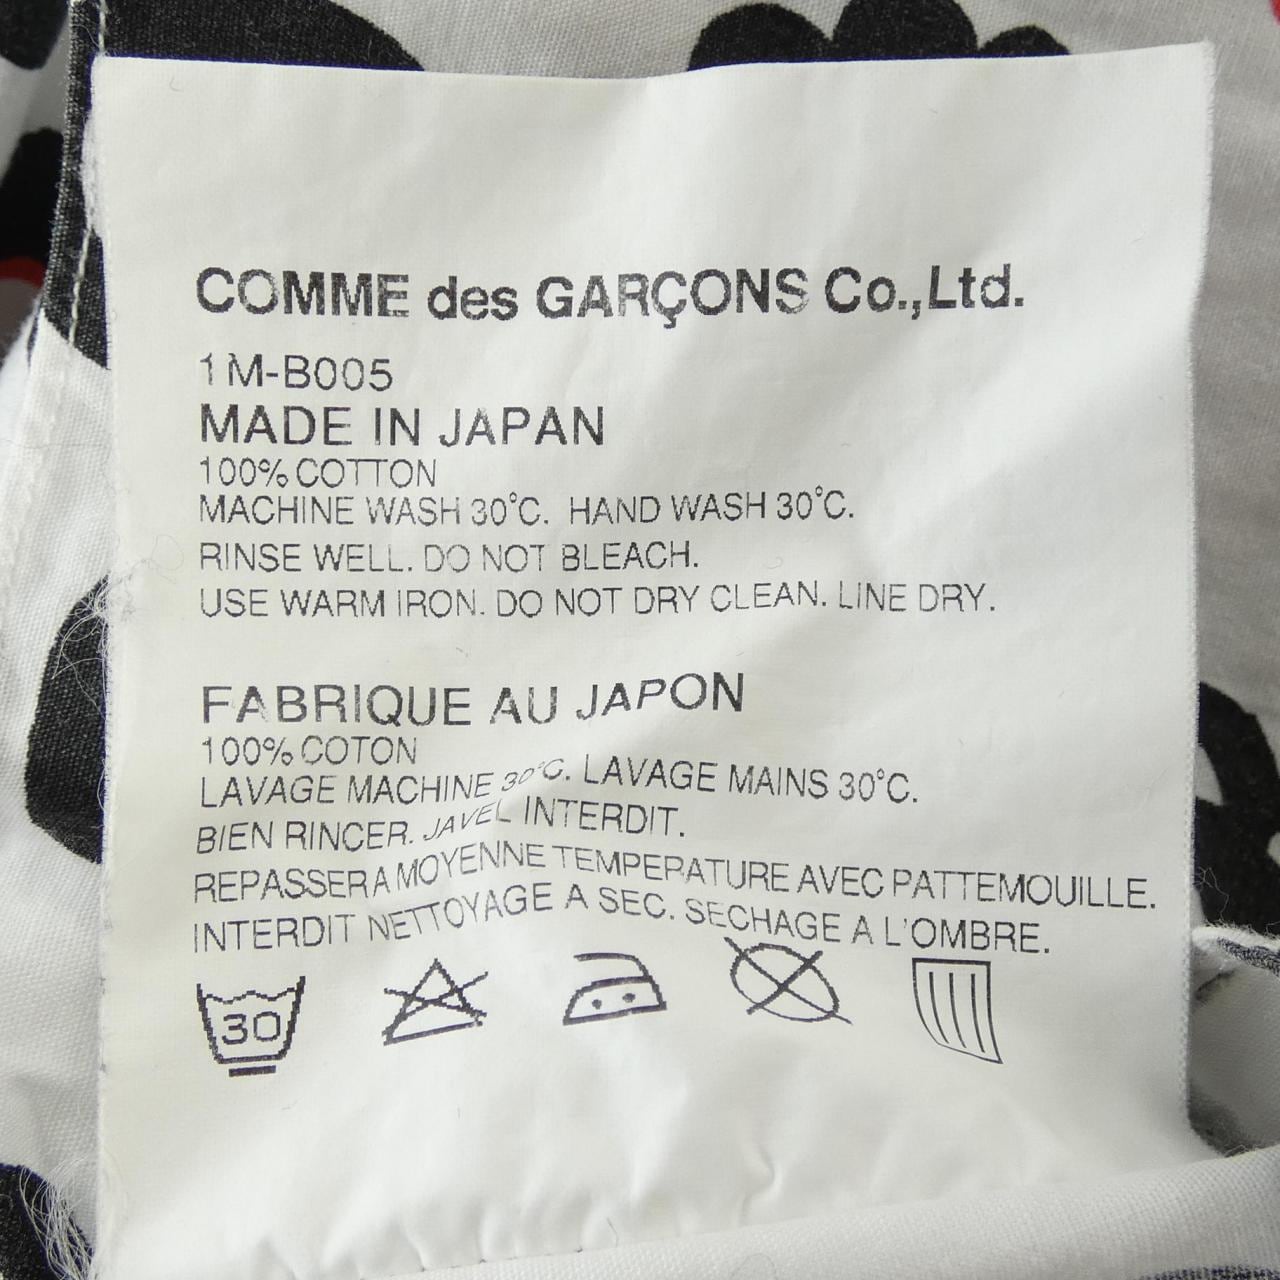 COMME des GARÇONS Co.,Ltd.
1M-B005
MADE IN JAPAN
100% COTTON
MACHINE WASH 30°C. HAND WASH 30°C.
RINSE WELL. DO NOT BLEACH.
USE WARM IRON. DO NOT DRY CLEAN. LINE DRY.
FABRIQUE AU JAPON
100% COTON
LAVAGE MACHINE 30°C. LAVAGE MAINS 30°C.
BIEN RINCER. JAVEL INTERDIT.
REPASSER A MOYENNE TEMPERATURE AVEC PATTEMOUILLE.
INTERDIT NETTOYAGE A SEC. SECHAGE A L'OMBRE.
30